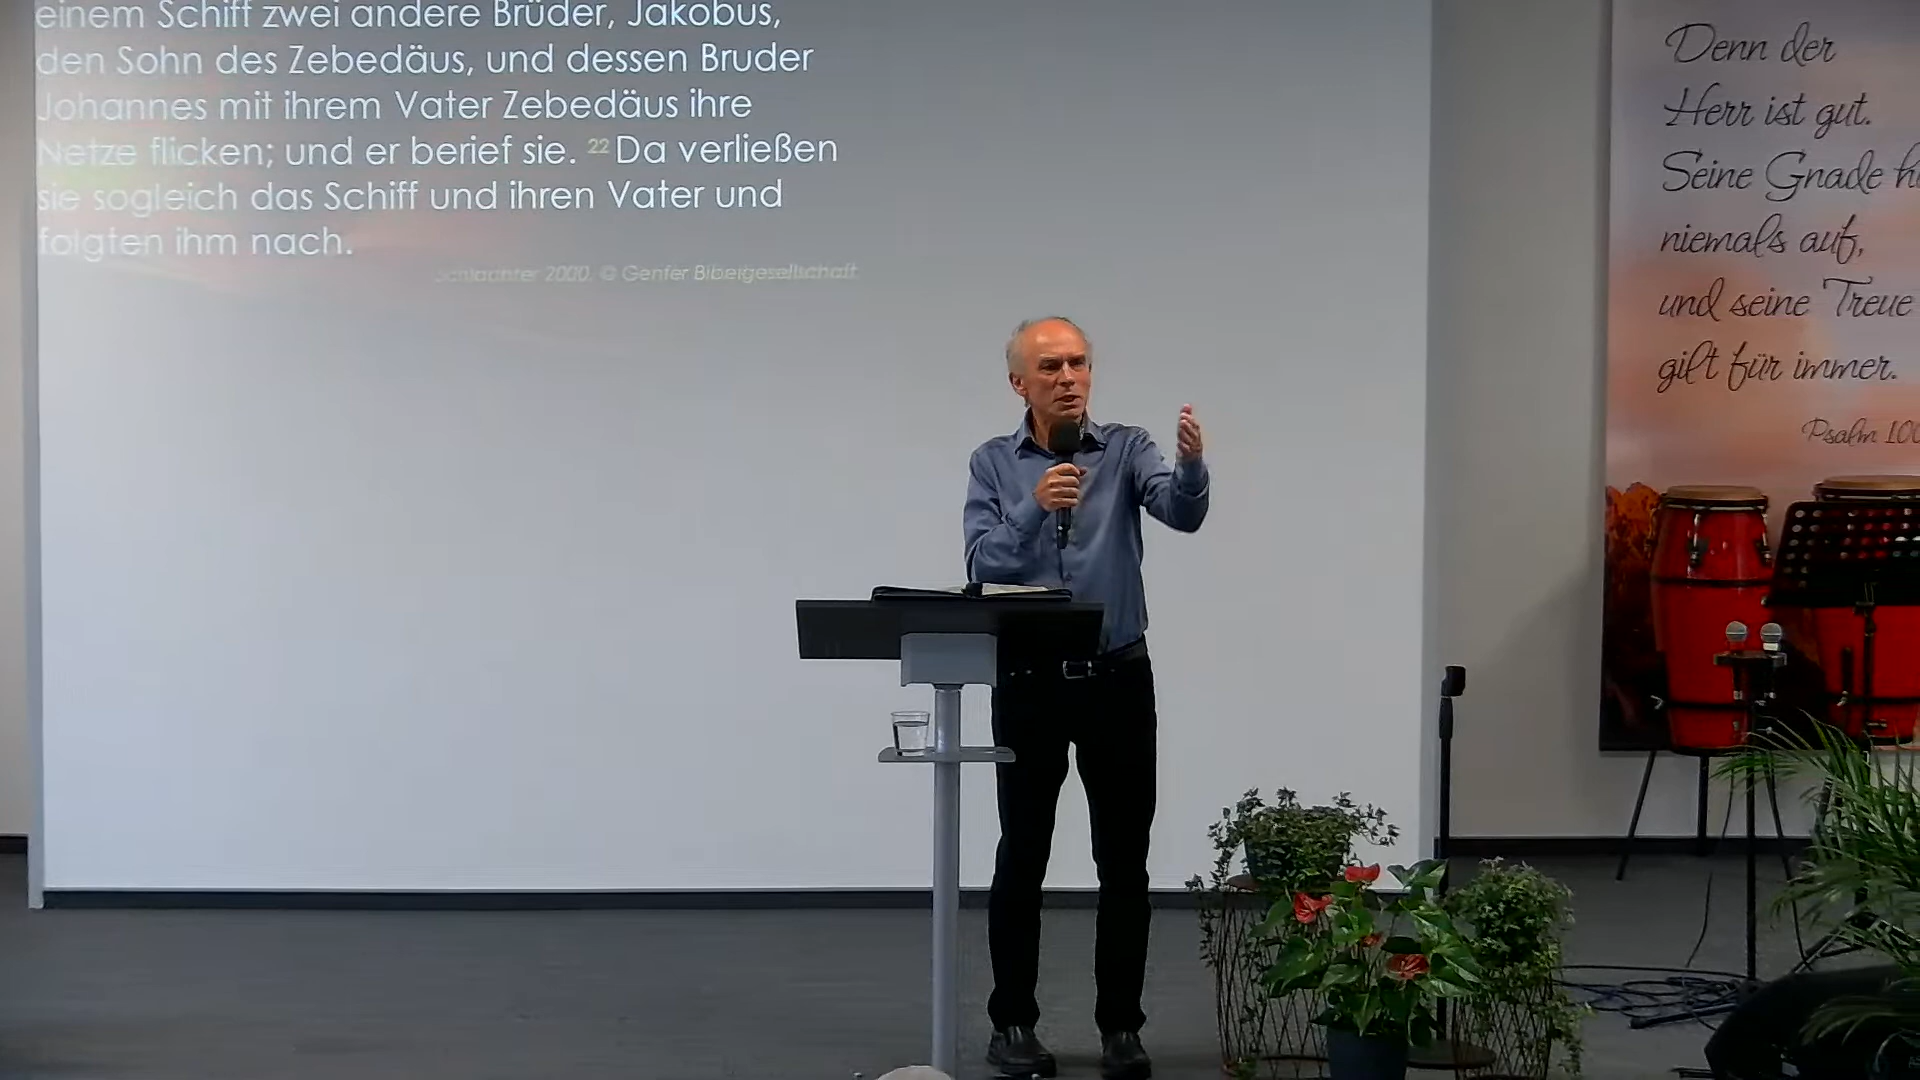 einem Schiff zwei andere Brüder, Jakobus,
den Sohn des Zebedäus, und dessen Bruder
Johannes mit ihrem Vater Zebedäus ihre
Netze flicken; und er berief sie. 22 Da verließen
sie sogleich das Schiff und ihren Vater und
folgten ihm nach.
Schlachter 2000. © Genfer Bibelgesellschaft
Denn der
Herr ist gut.
Seine Gnade
niemals auf,
und seine Treue
gilt für immer.
Psalm 100